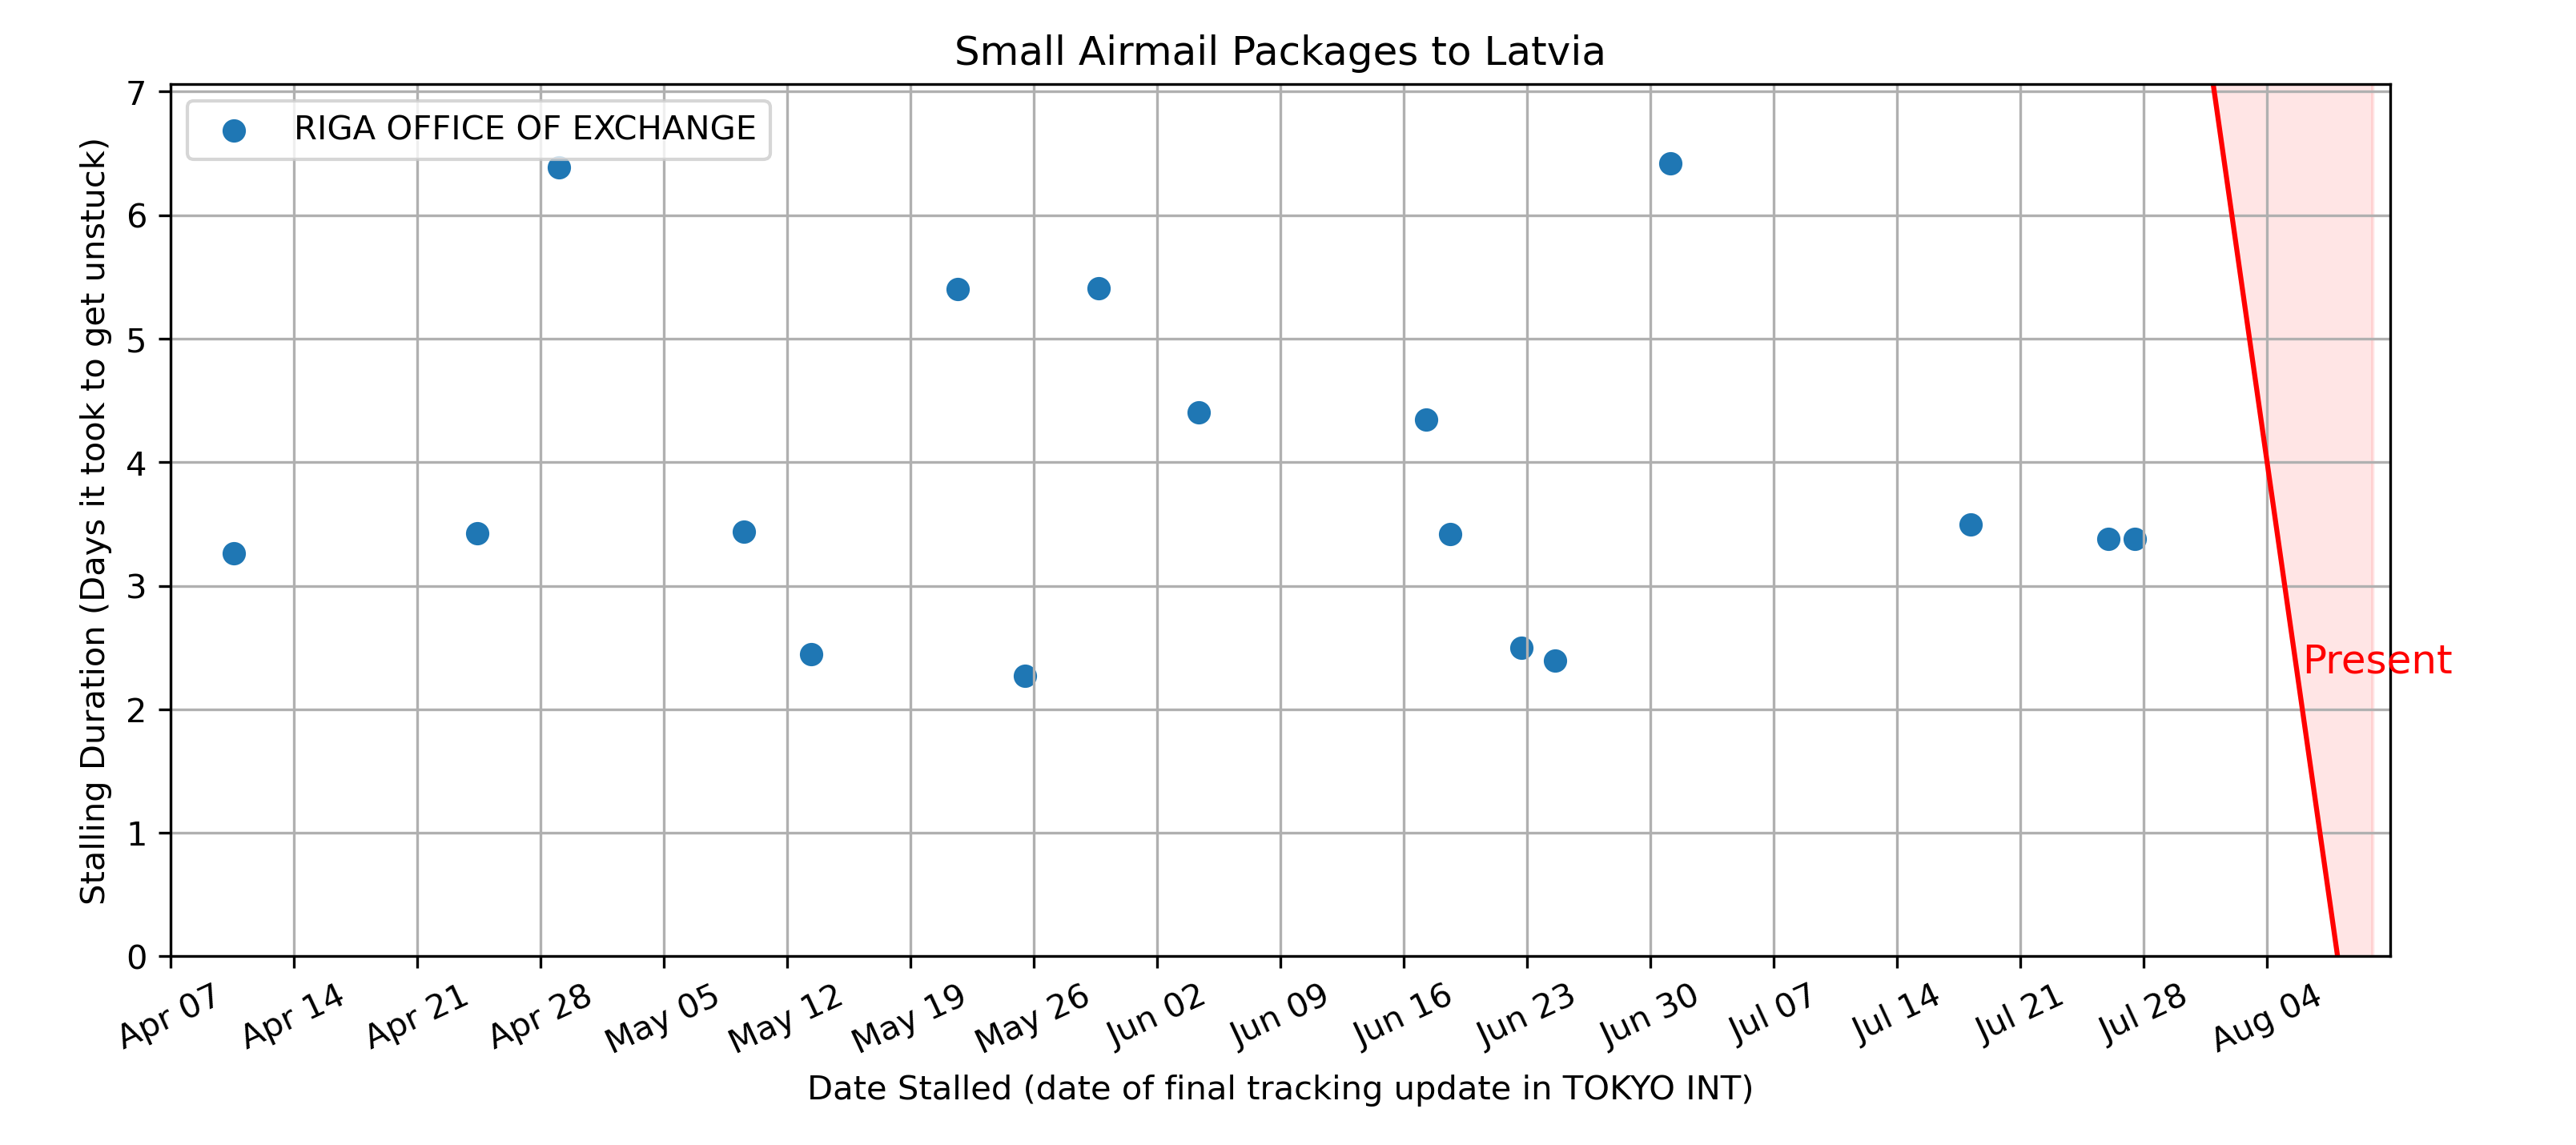 Small Airmail Packages to Latvia
RIGA OFFICE OF EXCHANGE
Stalling Duration (Days it took to get unstuck)
7
6
5
4
3
2
1
0
Present
Apr 07
Apr 14
Apr 21
Apr 28
May 05
May 12
May 19
May 26
Jun 02
Jun 09
Jun 16
Jun 23
Jun 30
Jul 07
Jul 14
Jul 21
Jul 28
Aug 04
Date Stalled (date of final tracking update in TOKYO INT)